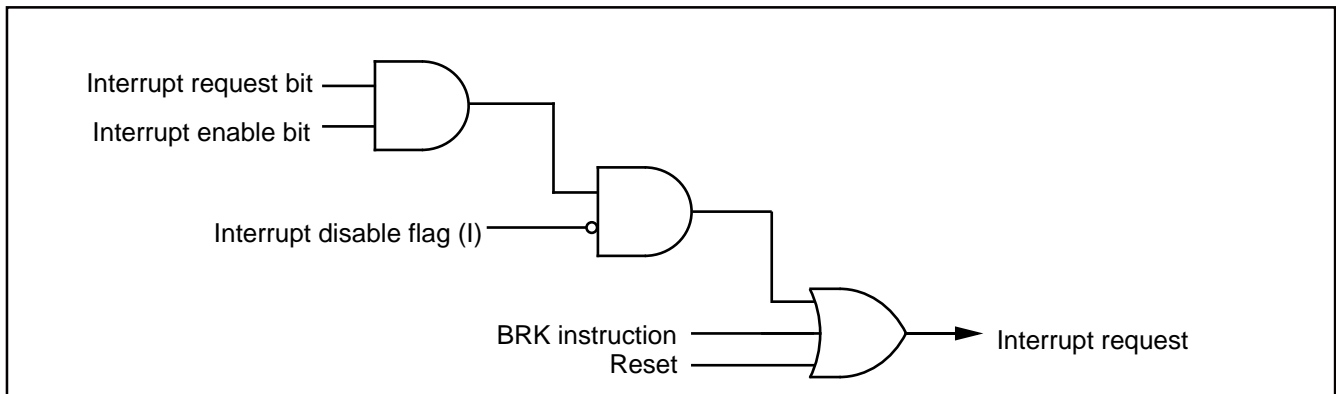 Interrupt request bit
Interrupt enable bit
Interrupt disable flag (I)
BRK instruction
Reset
Interrupt request